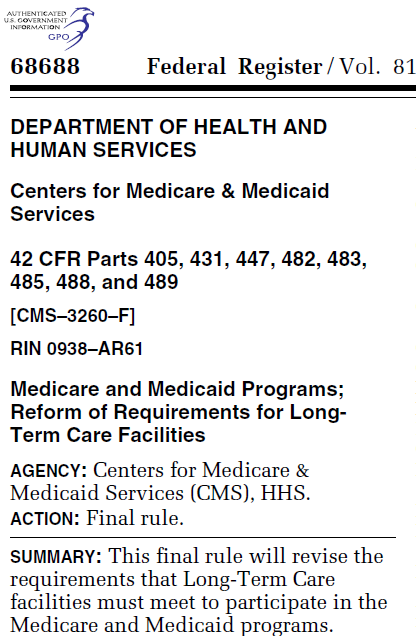 AUTHENTICATED
U.S. GOVERNMENT
INFORMATION
GPO
68688 Federal Register / Vol. 81
DEPARTMENT OF HEALTH AND
HUMAN SERVICES
Centers for Medicare & Medicaid
Services
42 CFR Parts 405, 431, 447, 482, 483,
485, 488, and 489
[CMS–3260–F]
RIN 0938–AR61
Medicare and Medicaid Programs;
Reform of Requirements for Long-
Term Care Facilities
AGENCY: Centers for Medicare &
Medicaid Services (CMS), HHS.
ACTION: Final rule.
SUMMARY: This final rule will revise the
requirements that Long-Term Care
facilities must meet to participate in the
Medicare and Medicaid programs.